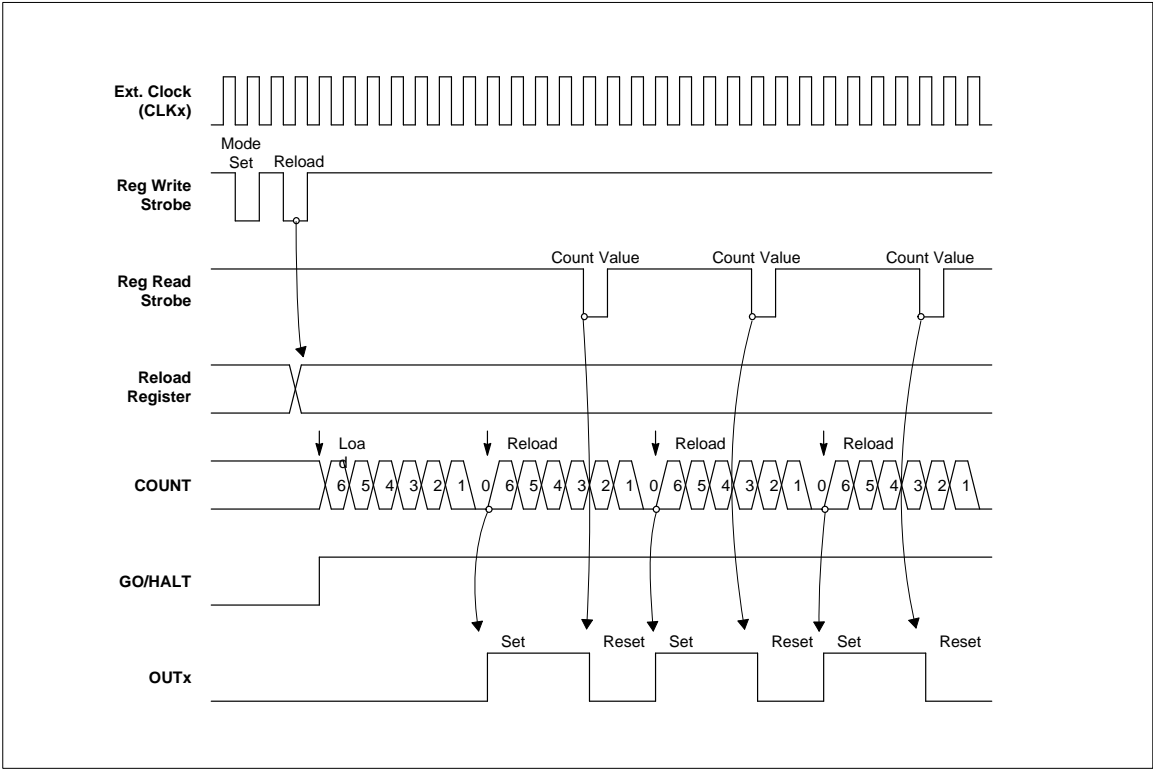 Ext. Clock
(CLKx)
Mode
Set
Reload
Reg Write
Strobe
Count Value
Count Value
Count Value
Reg Read
Strobe
Reload
Register
Loa
d
Reload
Reload
Reload
COUNT
6 5 4 3 2 1 0 6 5 4 3 2 1 0 6 5 4 3 2 1 0 6 5 4 3 2 1
GO/HALT
Set
Reset
Set
Reset
Set
Reset
OUTx